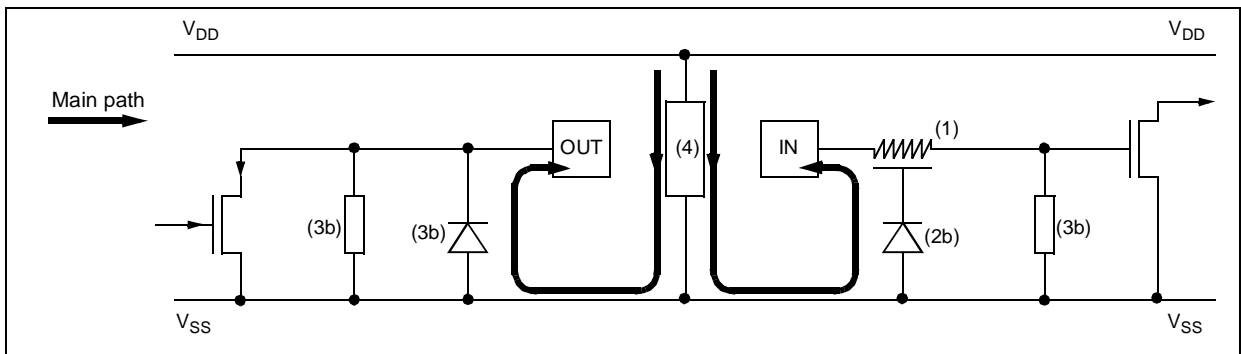 V_DD
V_DD
Main path
OUT
(4)
IN
(1)
(3b)
(3b)
(2b)
(3b)
V_SS
V_SS